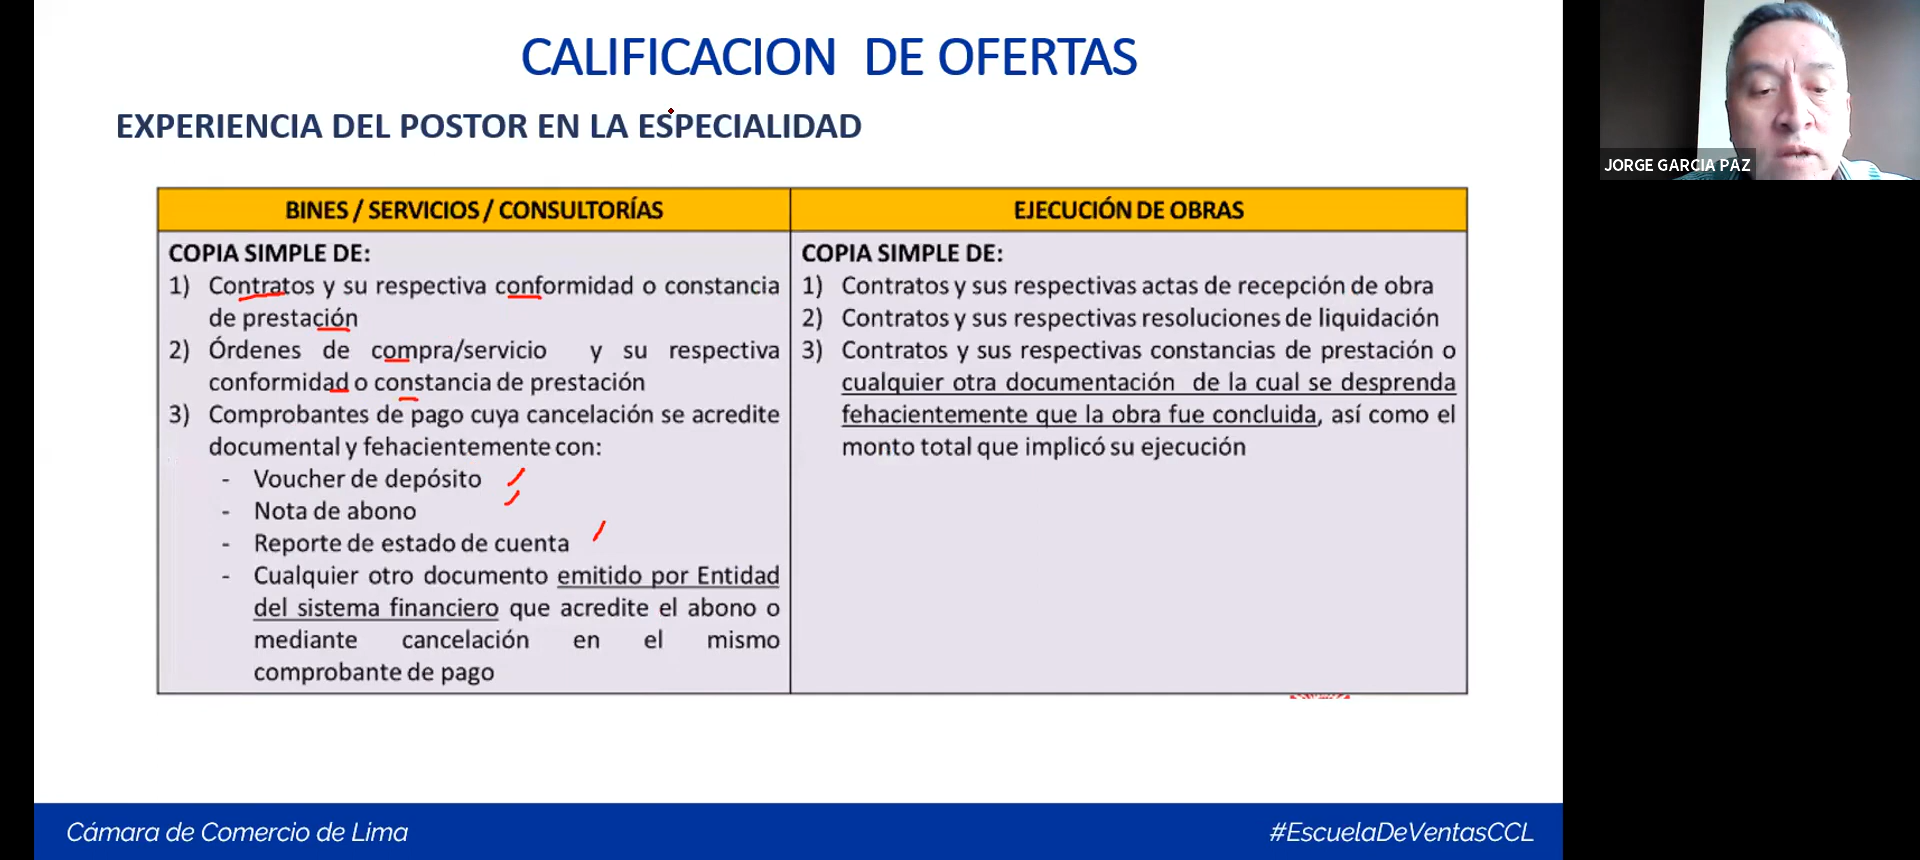 CALIFICACION DE OFERTAS
EXPERIENCIA DEL POSTOR EN LA ESPECIALIDAD
BINES / SERVICIOS / CONSULTORÍAS
COPIA SIMPLE DE:
1) Contratos y su respectiva conformidad o constancia
de prestación
2) Órdenes de compra/servicio y su respectiva
conformidad o constancia de prestación
3) Comprobantes de pago cuya cancelación se acredite
documental y fehacientemente con:
- Voucher de depósito
- Nota de abono
- Reporte de estado de cuenta
- Cualquier otro documento emitido por Entidad
del sistema financiero que acredite el abono o
mediante cancelación en el mismo
comprobante de pago
EJECUCIÓN DE OBRAS
COPIA SIMPLE DE:
1) Contratos y sus respectivas actas de recepción de obra
2) Contratos y sus respectivas resoluciones de liquidación
3) Contratos y sus respectivas constancias de prestación o
cualquier otra documentación de la cual se desprenda
fehacientemente que la obra fue concluida, así como el
monto total que implicó su ejecución
Cámara de Comercio de Lima
#EscuelaDeVentasCCL
JORGE GARCIA PAZ